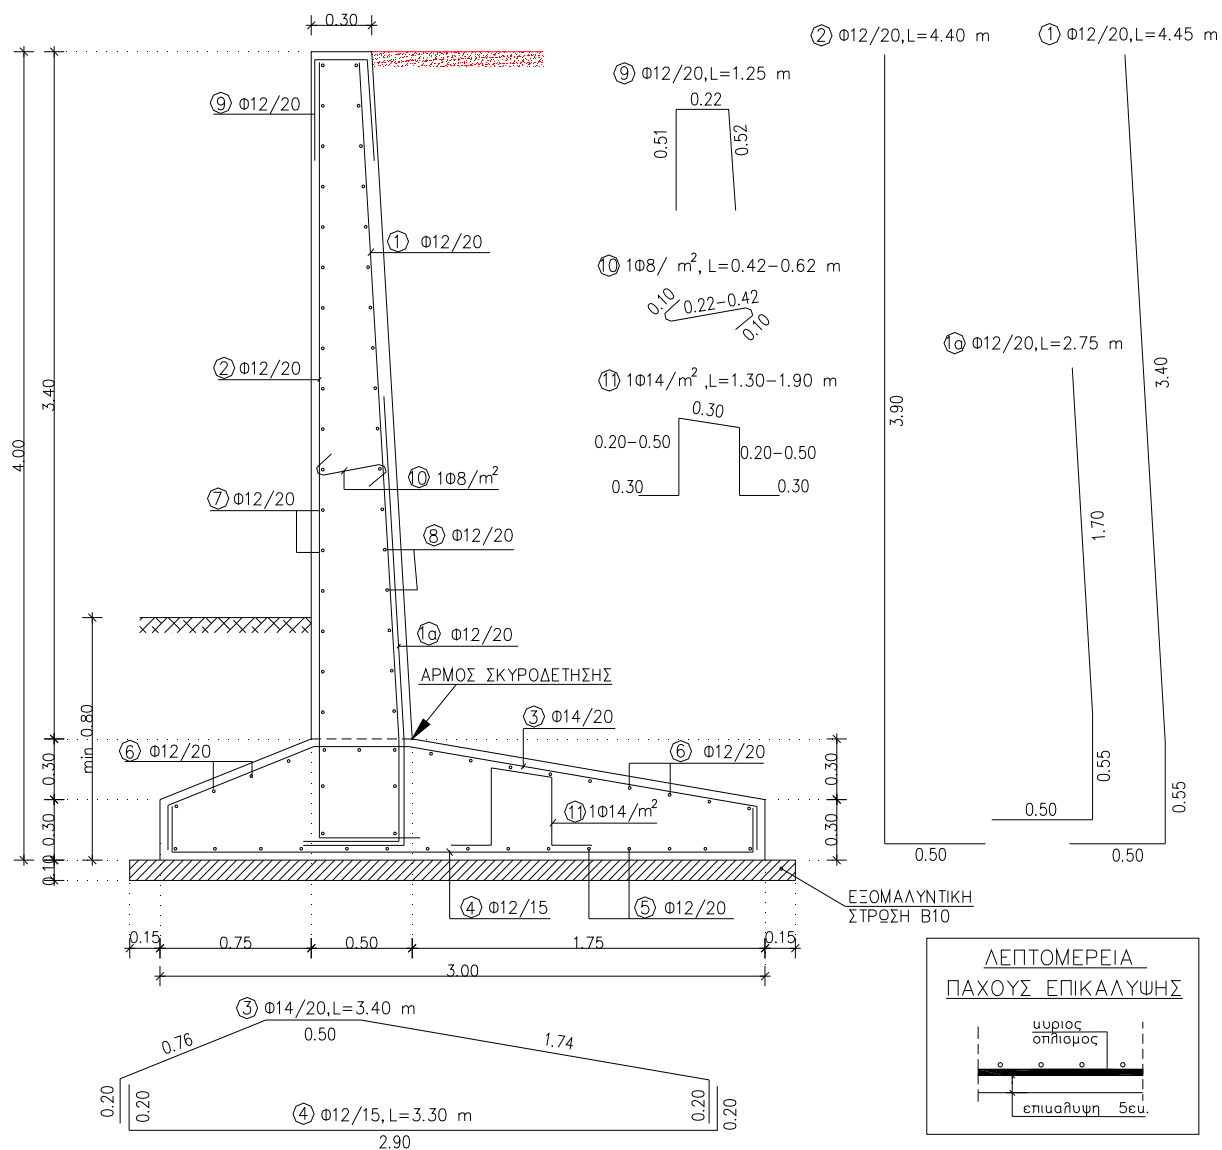 0.30
② Φ12/20,L=4.40 m
① Φ12/20,L=4.45 m
⑨ Φ12/20,L=1.25 m
0.22
0.51
0.52
⑨ Φ12/20
① Φ12/20
⑩ 1Φ8/ m², L=0.42-0.62 m
0.10
0.22-0.42
0.10
1α Φ12/20,L=2.75 m
② Φ12/20
⑪ 1Φ14/m² ,L=1.30-1.90 m
0.30
0.20-0.50
0.20-0.50
0.30
0.30
3.40
4.00
3.90
3.40
1.70
⑩ 1Φ8/m²
⑦ Φ12/20
⑧ Φ12/20
1α Φ12/20
ΑΡΜΟΣ ΣΚΥΡΟΔΕΤΗΣΗΣ
③ Φ14/20
min 0.80
⑥ Φ12/20
⑥ Φ12/20
0.30
0.30
0.10
0.30
0.30
⑪ 1Φ14/m²
0.50
0.55
0.55
0.50
0.50
④ Φ12/15
⑤ Φ12/20
ΕΞΟΜΑΛΥΝΤΙΚΗ
ΣΤΡΩΣΗ Β10
0.15
0.75
0.50
1.75
0.15
3.00
③ Φ14/20,L=3.40 m
0.76
0.50
1.74
0.20
0.20
0.20
0.20
④ Φ12/15,L=3.30 m
2.90
ΛΕΠΤΟΜΕΡΕΙΑ
ΠΑΧΟΥΣ ΕΠΙΚΑΛΥΨΗΣ
κυριος
οπλισμος
επικαλυψη 5εκ.